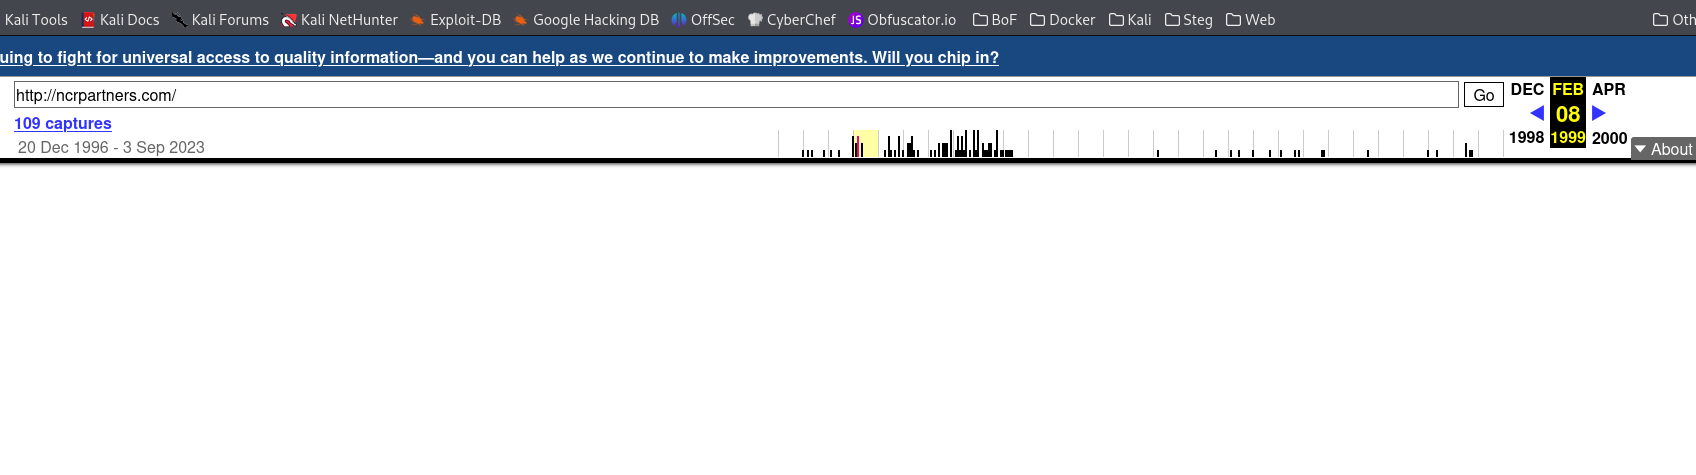 Kali Tools Kali Docs Kali Forums Kali NetHunter Exploit-DB Google Hacking DB OffSec CyberChef JS Obfuscator.io BoF Docker Kali Steg Web Oth
uing to fight for universal access to quality information—and you can help as we continue to make improvements. Will you chip in?
http://ncrpartners.com/ Go DEC FEB APR
109 captures 08
20 Dec 1996 - 3 Sep 2023 1998 1999 2000 About